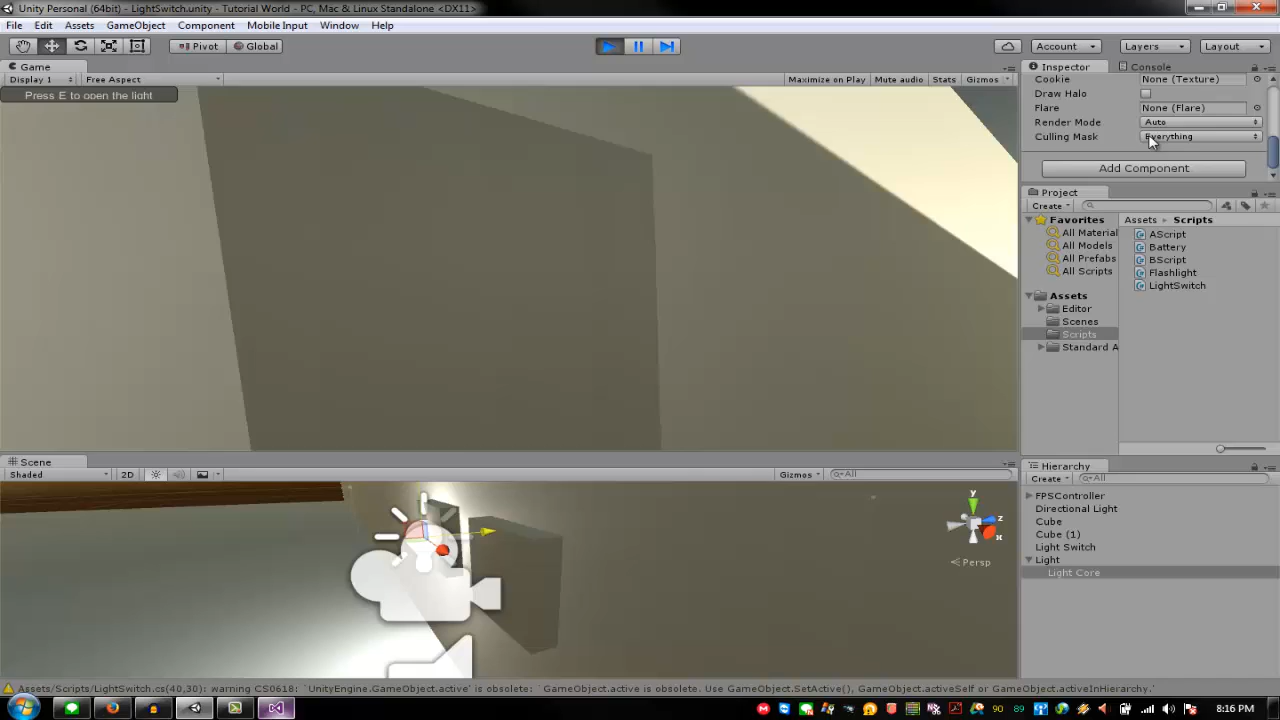 Unity Personal (64bit) - LightSwitch.unity - Tutorial World - PC, Mac & Linux Standalone <DX11>
File Edit Assets GameObject Component Mobile Input Window Help
Pivot Global Account Layers Layout
Game
Display 1 Free Aspect Maximize on Play Mute audio Stats Gizmos
Press E to open the light
Inspector Console
Cookie None (Texture)
Draw Halo
Flare None (Flare)
Render Mode Auto
Culling Mask Everything
Add Component
Project
Create
Favorites
All Material
All Models
All Prefabs
All Scripts
Assets
Editor
Scenes
Scripts
Standard A
Assets Scripts
AScript
Battery
BScript
Flashlight
LightSwitch
Scene
Shaded 2D Gizmos All
y
z
x
Persp
Hierarchy
Create All
FPSController
Directional Light
Cube
Cube (1)
Light Switch
Light
Light Core
Assets/Scripts/LightSwitch.cs(40,30): warning CS0618: `UnityEngine.GameObject.active' is obsolete: `GameObject.active is obsolete. Use GameObject.SetActive(), GameObject.activeSelf or GameObject.activeInHierarchy.'
90 89 8:16 PM